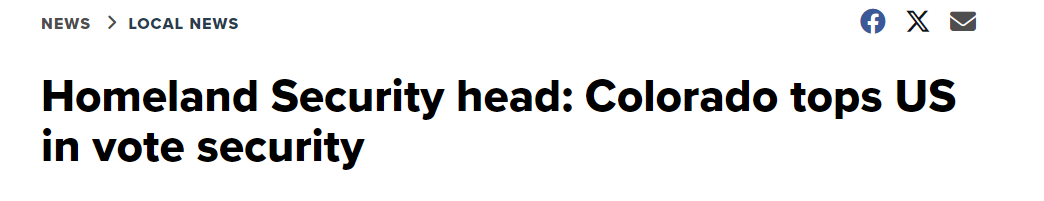 NEWS > LOCAL NEWS
Homeland Security head: Colorado tops US
in vote security